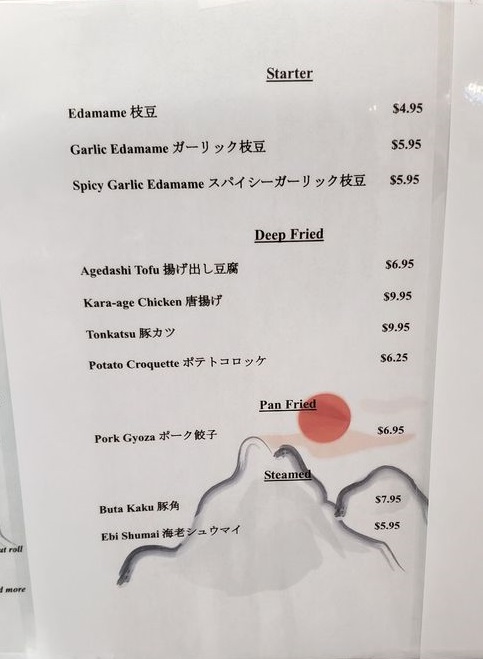 Starter
Edamame 枝豆 $4.95
Garlic Edamame ガーリック枝豆 $5.95
Spicy Garlic Edamame スパイシーガーリック枝豆 $5.95
Deep Fried
Agedashi Tofu 揚げ出し豆腐 $6.95
Kara-age Chicken 唐揚げ $9.95
Tonkatsu 豚カツ $9.95
Potato Croquette ポテトコロッケ $6.25
Pan Fried
Pork Gyoza ポーク餃子 $6.95
Steamed
Buta Kaku 豚角 $7.95
Ebi Shumai 海老シュウマイ $5.95
roll
more